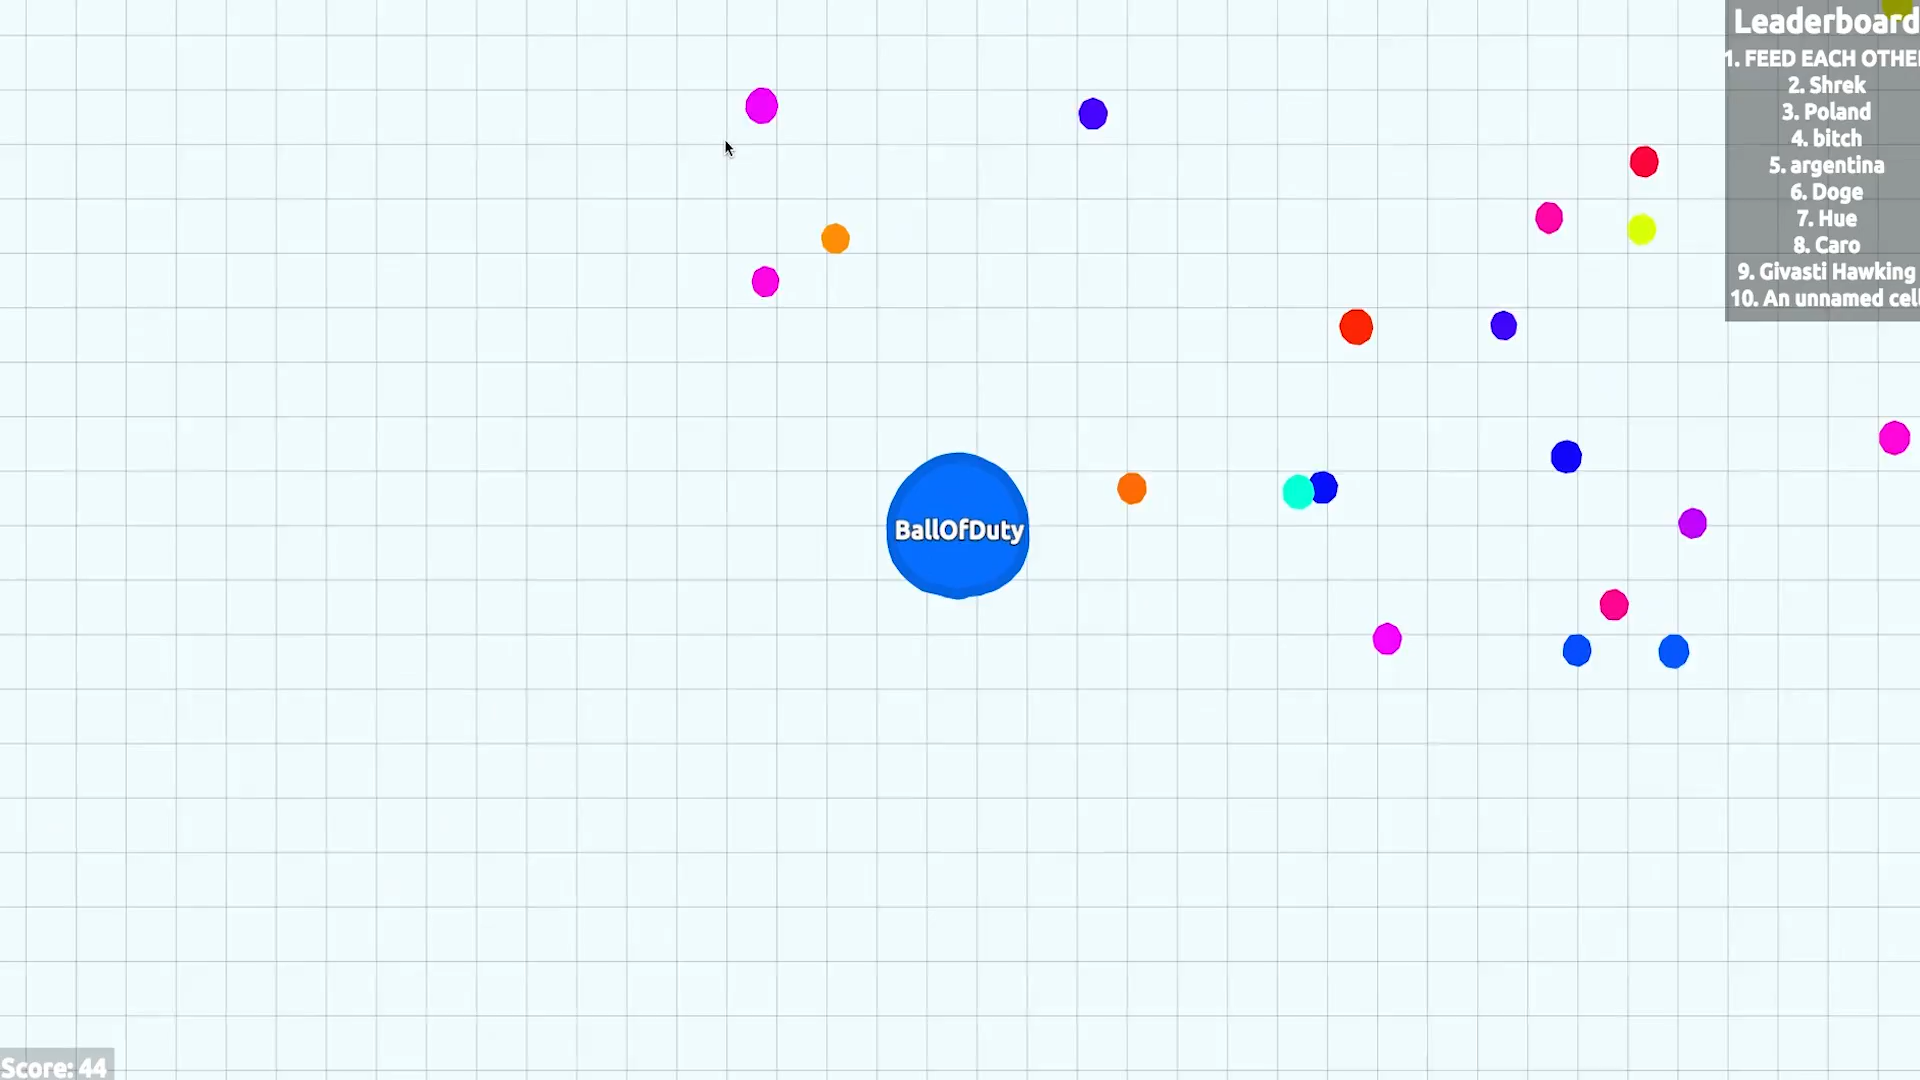 Leaderboard
1. FEED EACH OTHE
2. Shrek
3. Poland
4. bitch
5. argentina
6. Doge
7. Hue
8. Caro
9. Givasti Hawking
10. An unnamed cell
BallOfDuty
Score: 44